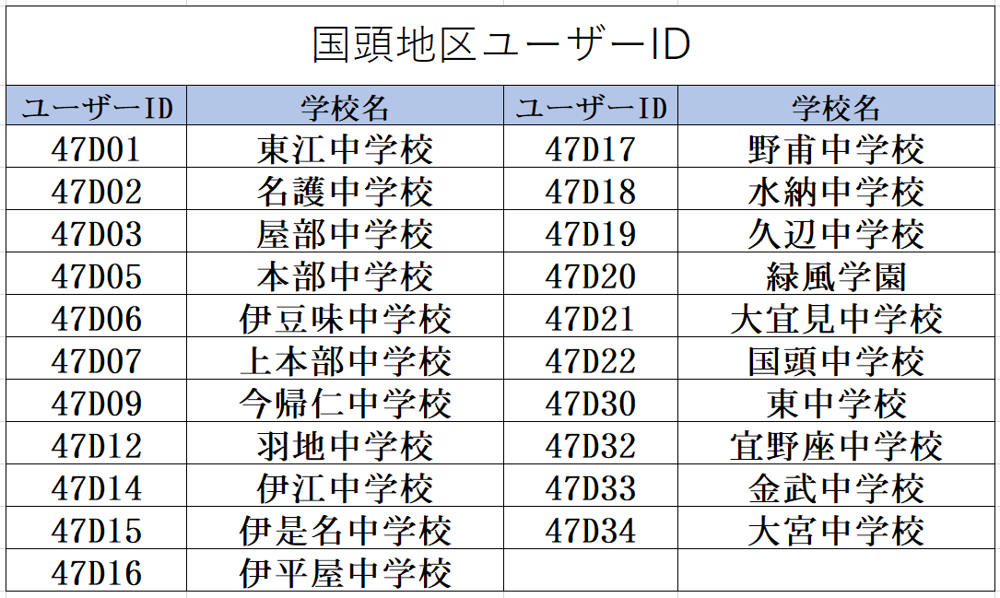 国頭地区ユーザーID
ユーザーID 学校名 ユーザーID 学校名
47D01 東江中学校 47D17 野甫中学校
47D02 名護中学校 47D18 水納中学校
47D03 屋部中学校 47D19 久辺中学校
47D05 本部中学校 47D20 緑風学園
47D06 伊豆味中学校 47D21 大宜見中学校
47D07 上本部中学校 47D22 国頭中学校
47D09 今帰仁中学校 47D30 東中学校
47D12 羽地中学校 47D32 宜野座中学校
47D14 伊江中学校 47D33 金武中学校
47D15 伊是名中学校 47D34 大宮中学校
47D16 伊平屋中学校